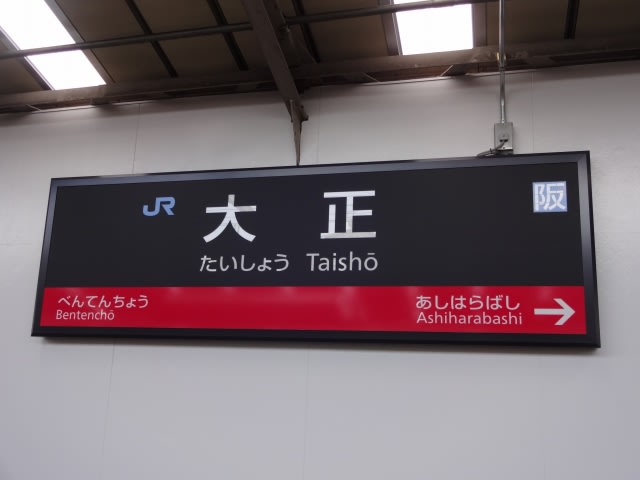 JR 大正 阪
たいしょう Taishō
べんてんちょう あしはらばし
Bentenchō Ashiharabashi